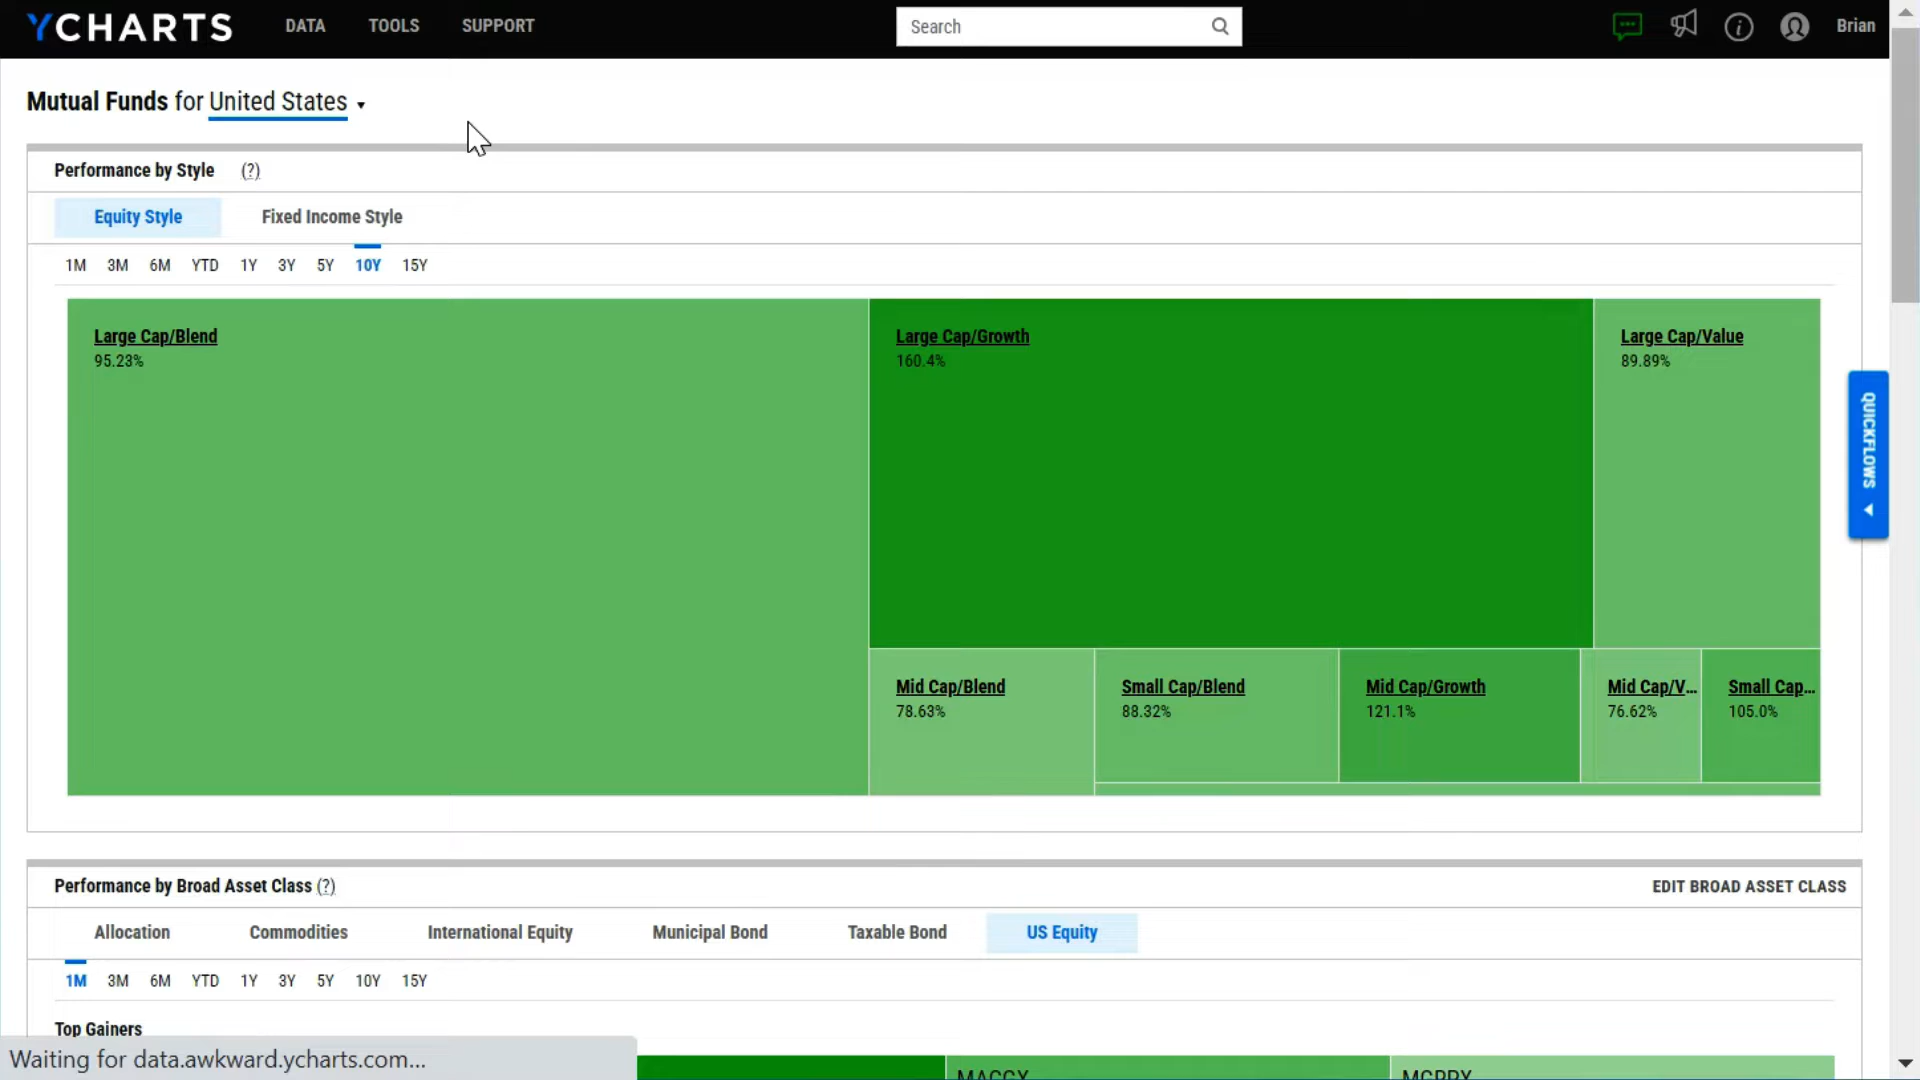 YCHARTS DATA TOOLS SUPPORT Search Brian
Mutual Funds for United States
Performance by Style (?)
Equity Style Fixed Income Style
1M 3M 6M YTD 1Y 3Y 5Y 10Y 15Y
Large Cap/Blend Large Cap/Growth Large Cap/Value
95.23% 160.4% 89.89%
QUICKFLOWS
Mid Cap/Blend Small Cap/Blend Mid Cap/Growth Mid Cap/V... Small Cap...
78.63% 88.32% 121.1% 76.62% 105.0%
Performance by Broad Asset Class (?) EDIT BROAD ASSET CLASS
Allocation Commodities International Equity Municipal Bond Taxable Bond US Equity
1M 3M 6M YTD 1Y 3Y 5Y 10Y 15Y
Top Gainers
Waiting for data.awkward.ycharts.com...